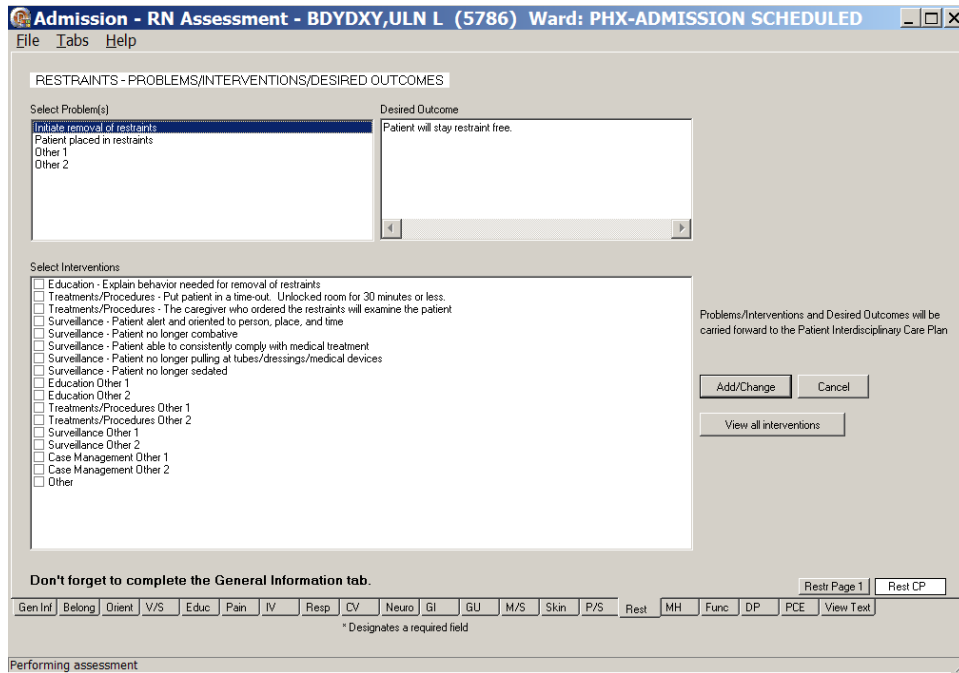 Admission - RN Assessment - BDYDXY,ULN L (5786) Ward: PHX-ADMISSION SCHEDULED
File Tabs Help
RESTRAINTS - PROBLEMS/INTERVENTIONS/DESIRED OUTCOMES
Select Problem(s)
Desired Outcome
Initiate removal of restraints
Patient placed in restraints
Other 1
Other 2
Patient will stay restraint free.
Select Interventions
Education - Explain behavior needed for removal of restraints
Treatments/Procedures - Put patient in a time-out. Unlocked room for 30 minutes or less.
Treatments/Procedures - The caregiver who ordered the restraints will examine the patient
Surveillance - Patient alert and oriented to person, place, and time
Surveillance - Patient no longer combative
Surveillance - Patient able to consistently comply with medical treatment
Surveillance - Patient no longer pulling at tubes/dressings/medical devices
Surveillance - Patient no longer sedated
Education Other 1
Education Other 2
Treatments/Procedures Other 1
Treatments/Procedures Other 2
Surveillance Other 1
Surveillance Other 2
Case Management Other 1
Case Management Other 2
Other
Problems/Interventions and Desired Outcomes will be
carried forward to the Patient Interdisciplinary Care Plan
Add/Change Cancel
View all interventions
Don't forget to complete the General Information tab.
Restr Page 1 Rest CP
Gen Inf Belong Orient V/S Educ Pain IV Resp CV Neuro GI GU M/S Skin P/S Rest MH Func DP PCE View Text
* Designates a required field
Performing assessment